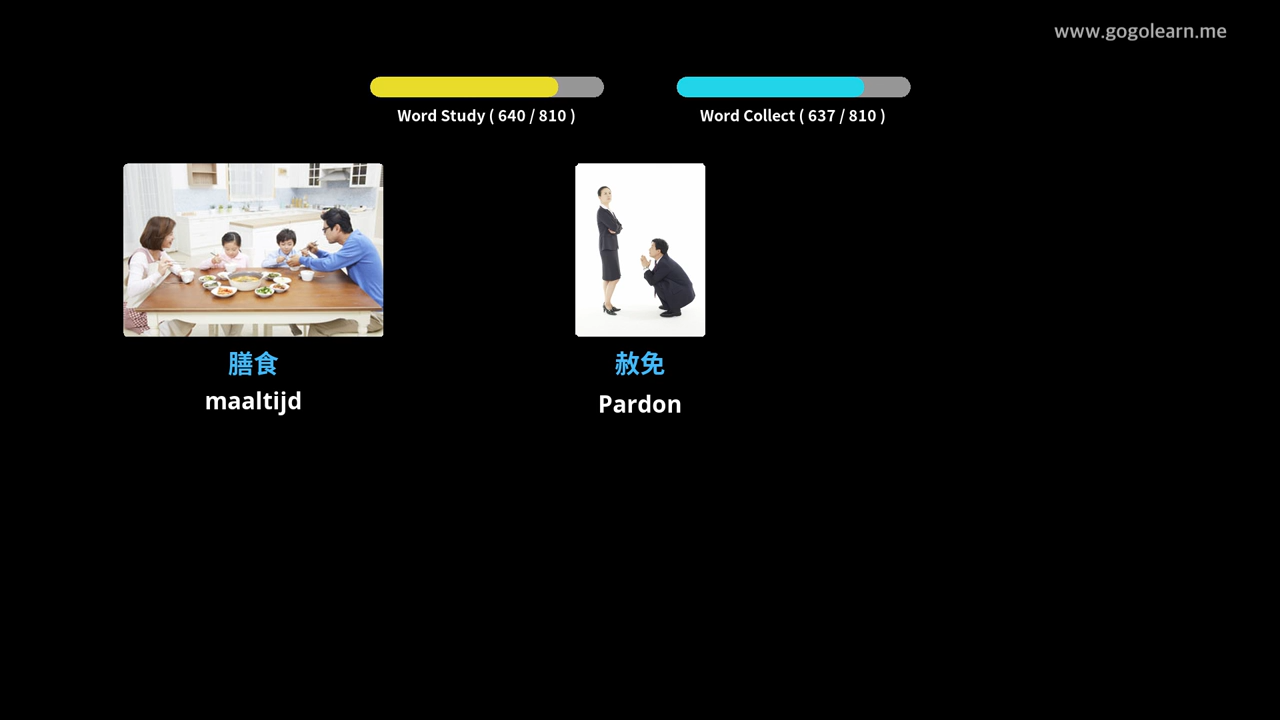 www.gogolearn.me
Word Study ( 640 / 810 )
Word Collect ( 637 / 810 )
膳食
maaltijd
赦免
Pardon